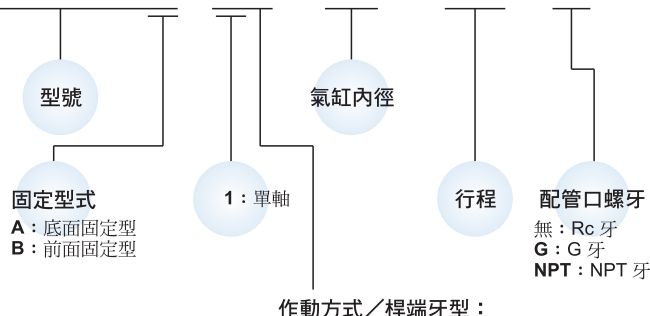 型號
氣缸內徑
固定型式
A：底面固定型
B：前面固定型
1：單軸
行程
配管口螺牙
無：Rc 牙
G：G 牙
NPT：NPT 牙
作動方式／桿端牙型：